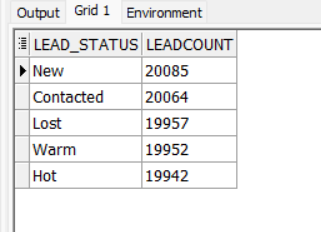 Output Grid 1 Environment
LEAD_STATUS LEADCOUNT
New 20085
Contacted 20064
Lost 19957
Warm 19952
Hot 19942